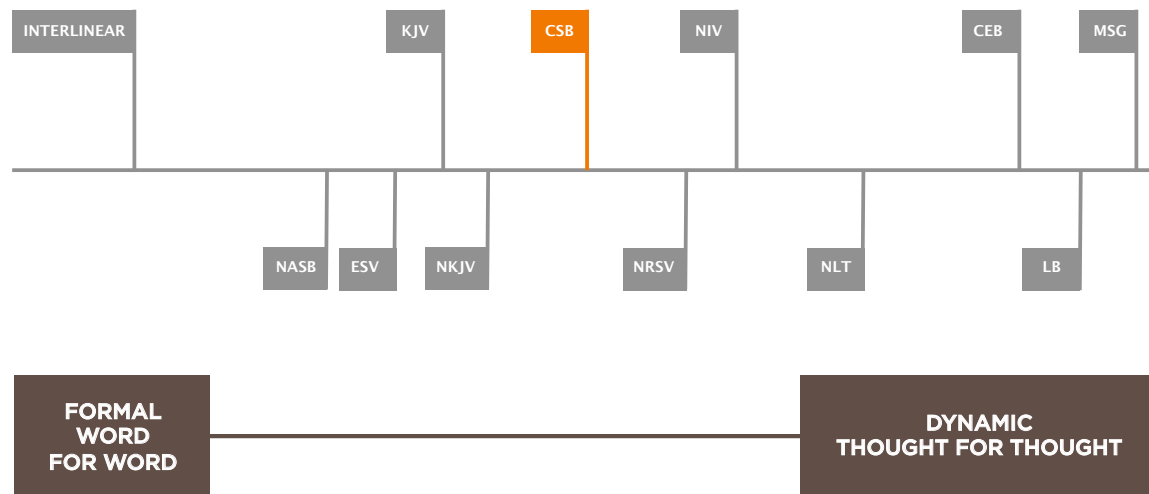 INTERLINEAR
KJV
CSB
NIV
CEB
MSG
NASB
ESV
NKJV
NRSV
NLT
LB
FORMAL
WORD
FOR WORD
DYNAMIC
THOUGHT FOR THOUGHT